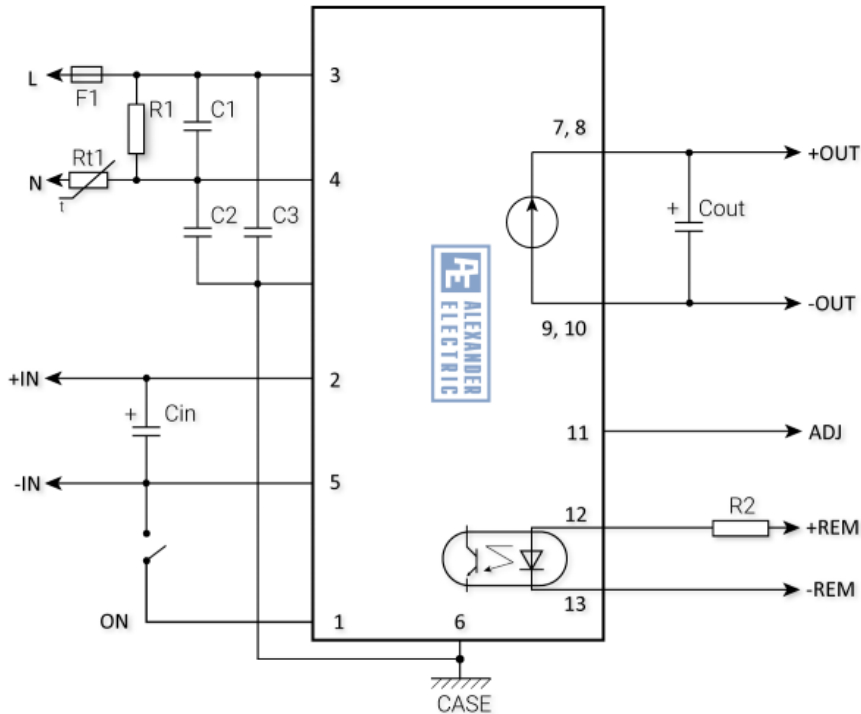 L
F1
R1
C1
3
N
Rt1
t
4
C2
C3
7, 8
+OUT
+
Cout
-OUT
9, 10
Æ
ALEXANDER
ELECTRIC
+IN
2
+
Cin
-IN
5
11
ADJ
12
R2
+REM
-REM
13
ON
1
6
CASE